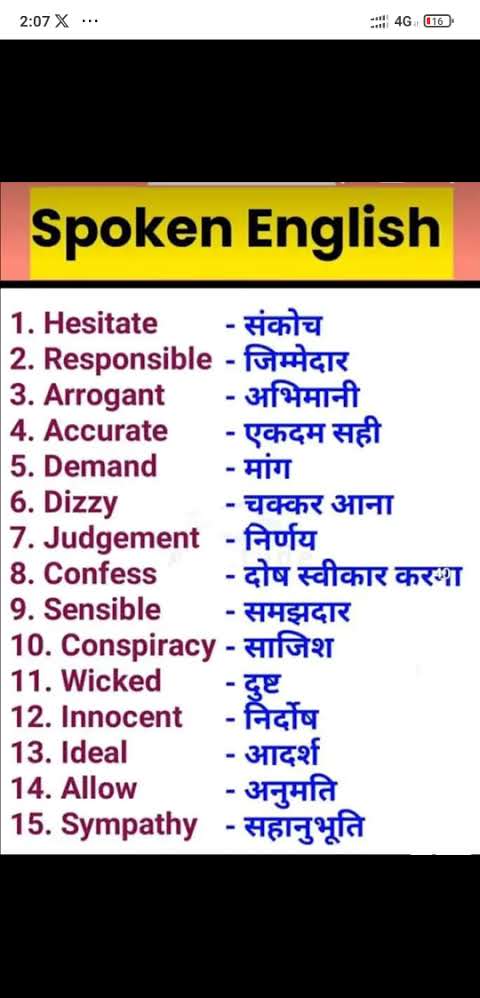 2:07 X ...
4G 16
Spoken English
1. Hesitate - संकोच
2. Responsible - जिम्मेदार
3. Arrogant - अभिमानी
4. Accurate - एकदम सही
5. Demand - मांग
6. Dizzy - चक्कर आना
7. Judgement - निर्णय
8. Confess - दोष स्वीकार करना
9. Sensible - समझदार
10. Conspiracy - साजिश
11. Wicked - दुष्ट
12. Innocent - निर्दोष
13. Ideal - आदर्श
14. Allow - अनुमति
15. Sympathy - सहानुभूति